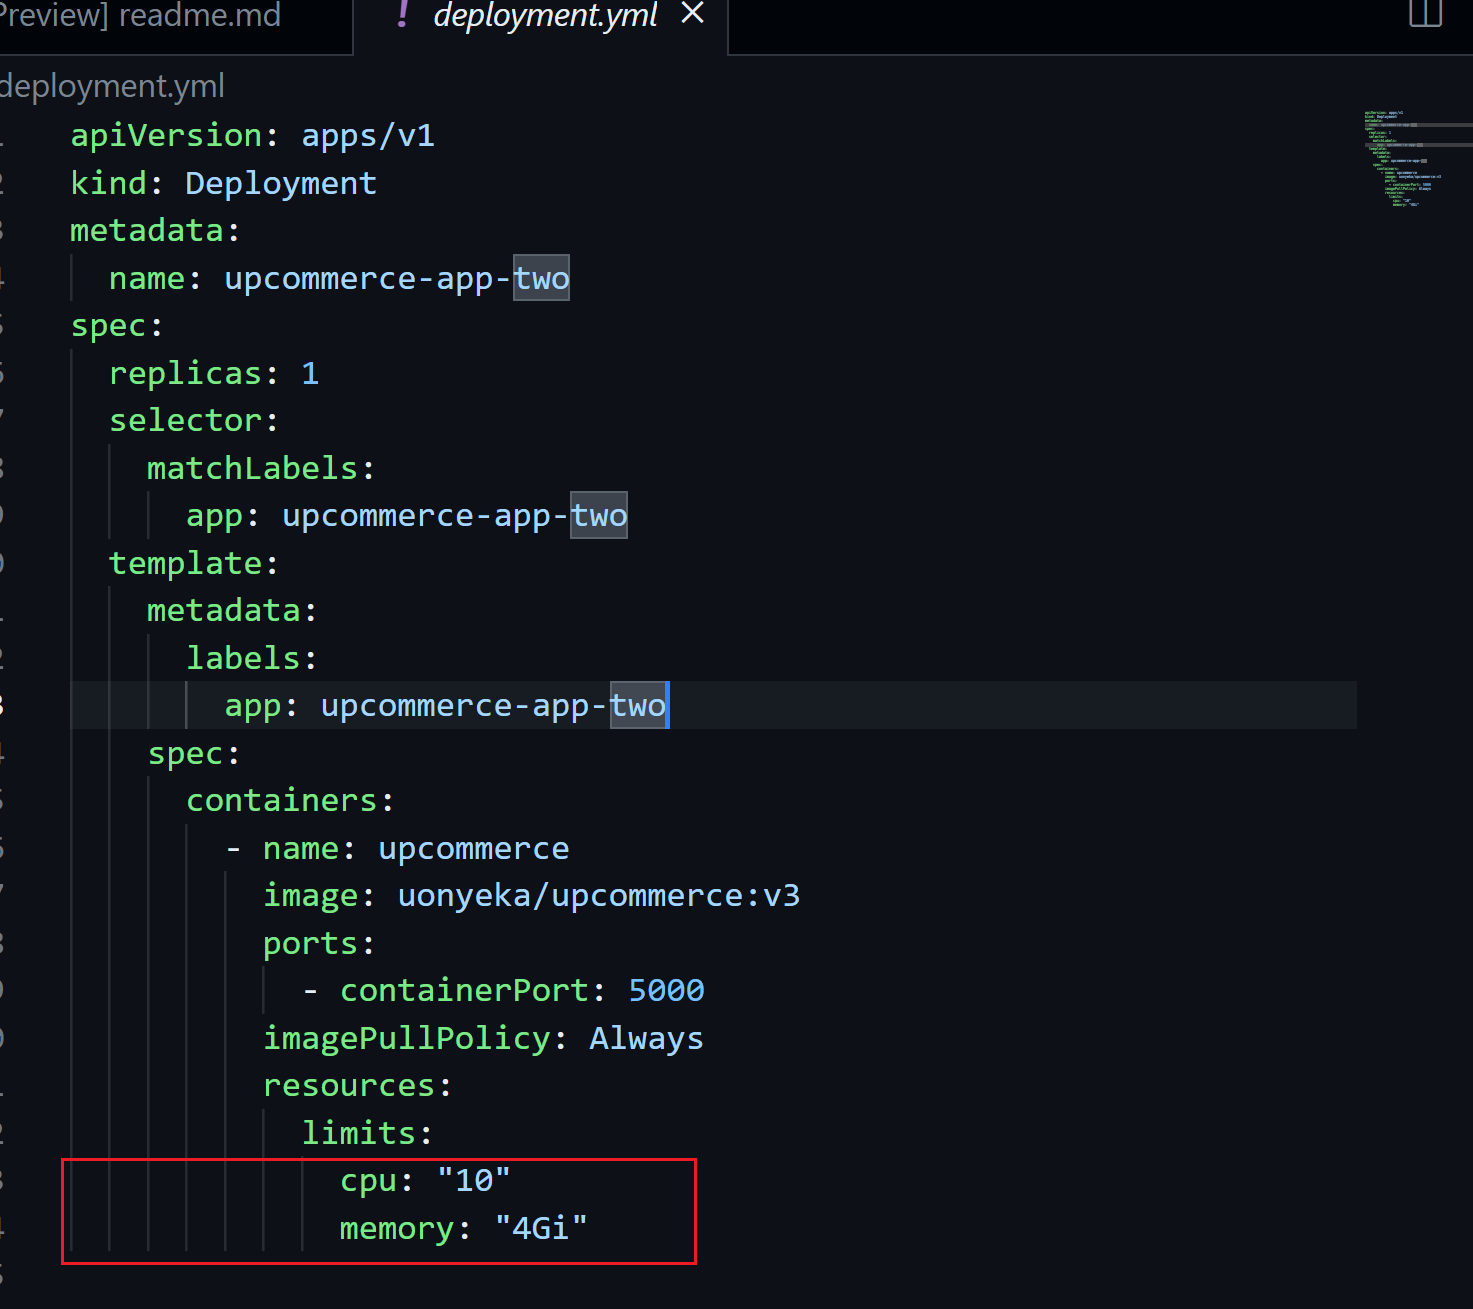 Preview] readme.md
! deployment.yml ×
deployment.yml
apiVersion: apps/v1
kind: Deployment
metadata:
name: upcommerce-app-two
spec:
replicas: 1
selector:
matchLabels:
app: upcommerce-app-two
template:
metadata:
labels:
app: upcommerce-app-two
spec:
containers:
- name: upcommerce
image: uonyeka/upcommerce:v3
ports:
- containerPort: 5000
imagePullPolicy: Always
resources:
limits:
cpu: "10"
memory: "4Gi"